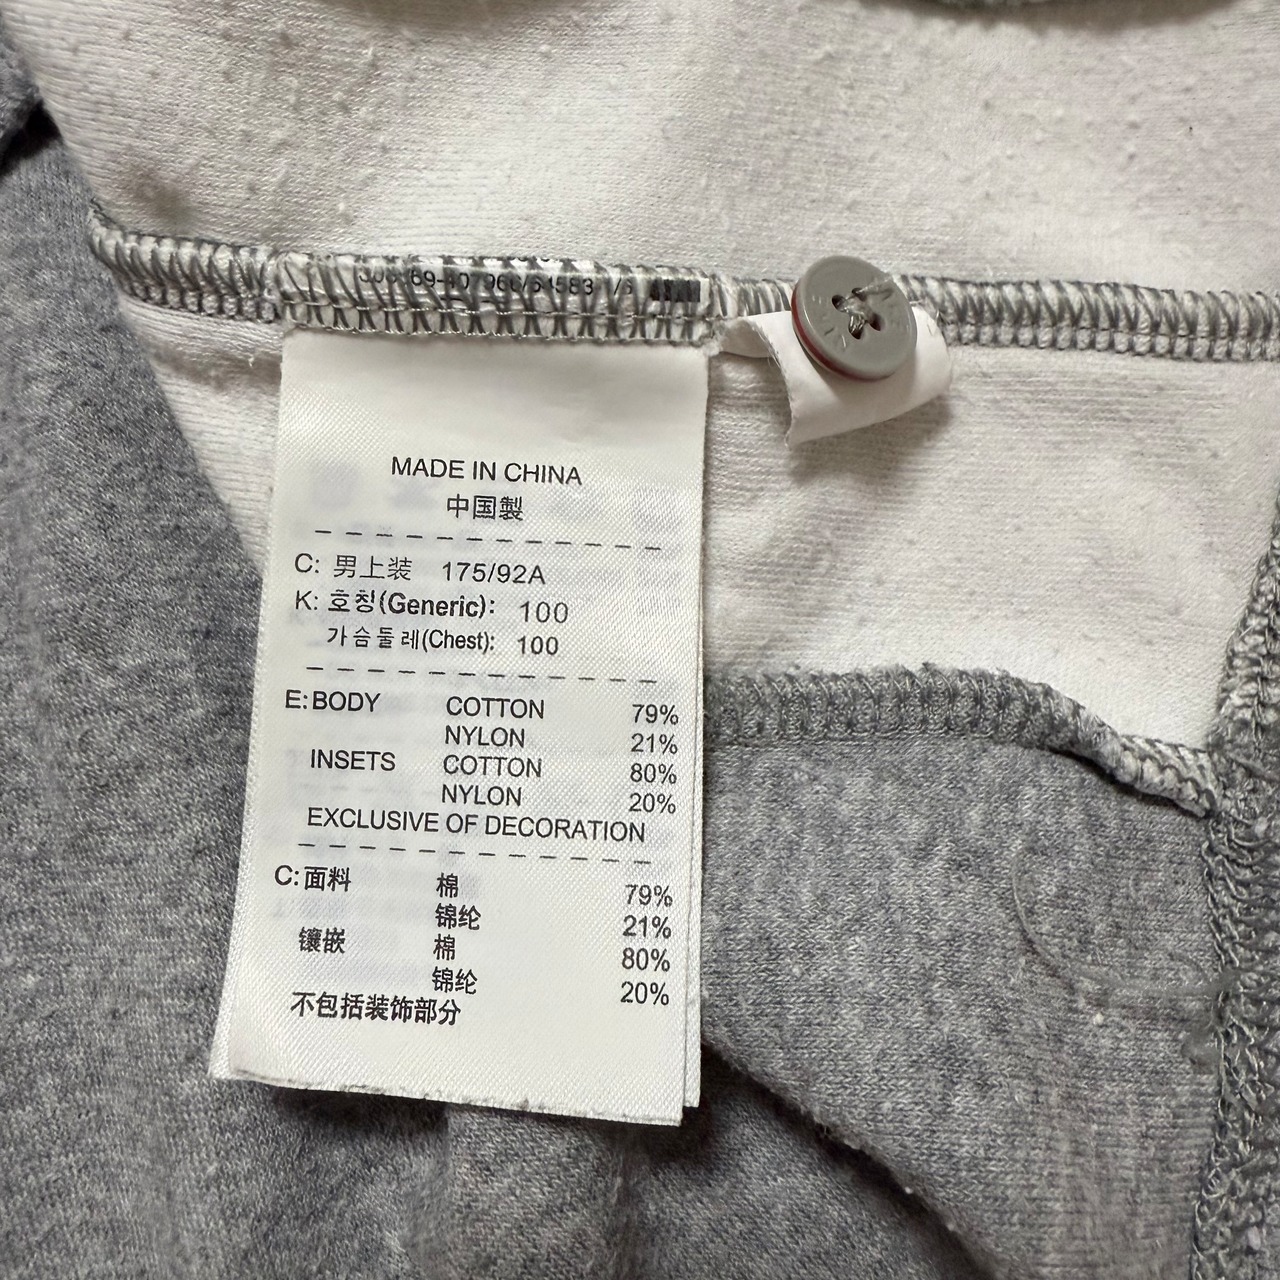 MADE IN CHINA
中国製
C: 男上装 175/92A
K: 호칭(Generic): 100
가슴둘레(Chest): 100
E: BODY COTTON 79%
NYLON 21%
INSETS COTTON 80%
NYLON 20%
EXCLUSIVE OF DECORATION
C: 面料 棉 79%
锦纶 21%
镶嵌 棉 80%
锦纶 20%
不包括装饰部分